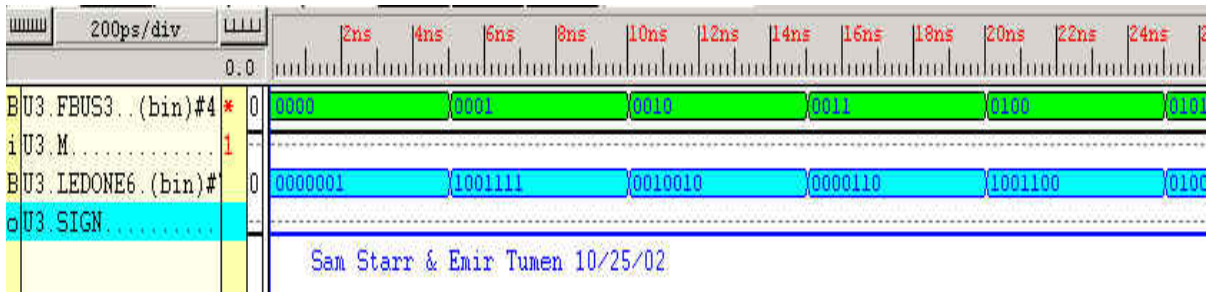 200ps/div 2ns 4ns 6ns 8ns 10ns 12ns 14ns 16ns 18ns 20ns 22ns 24ns 2
0.0
B U3.FBUS3..(bin)#4 * 0 0000 0001 0010 0011 0100 0101
i U3.M............. 1
B U3.LEDONE6.(bin)#' 0 0000001 1001111 0010010 0000110 1001100 0100
o U3.SIGN..........
Sam Starr & Emir Tumen 10/25/02